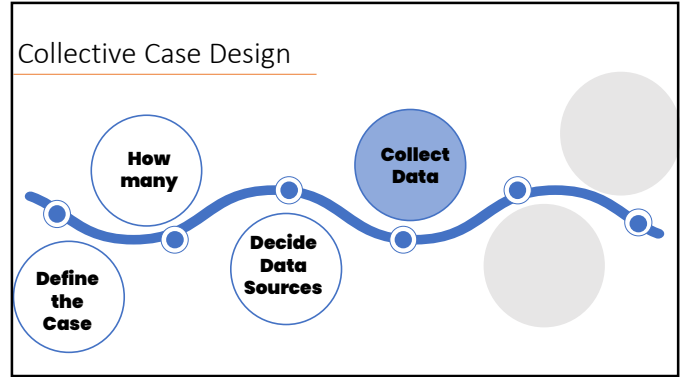 Collective Case Design
Define
the
Case
How
many
Decide
Data
Sources
Collect
Data